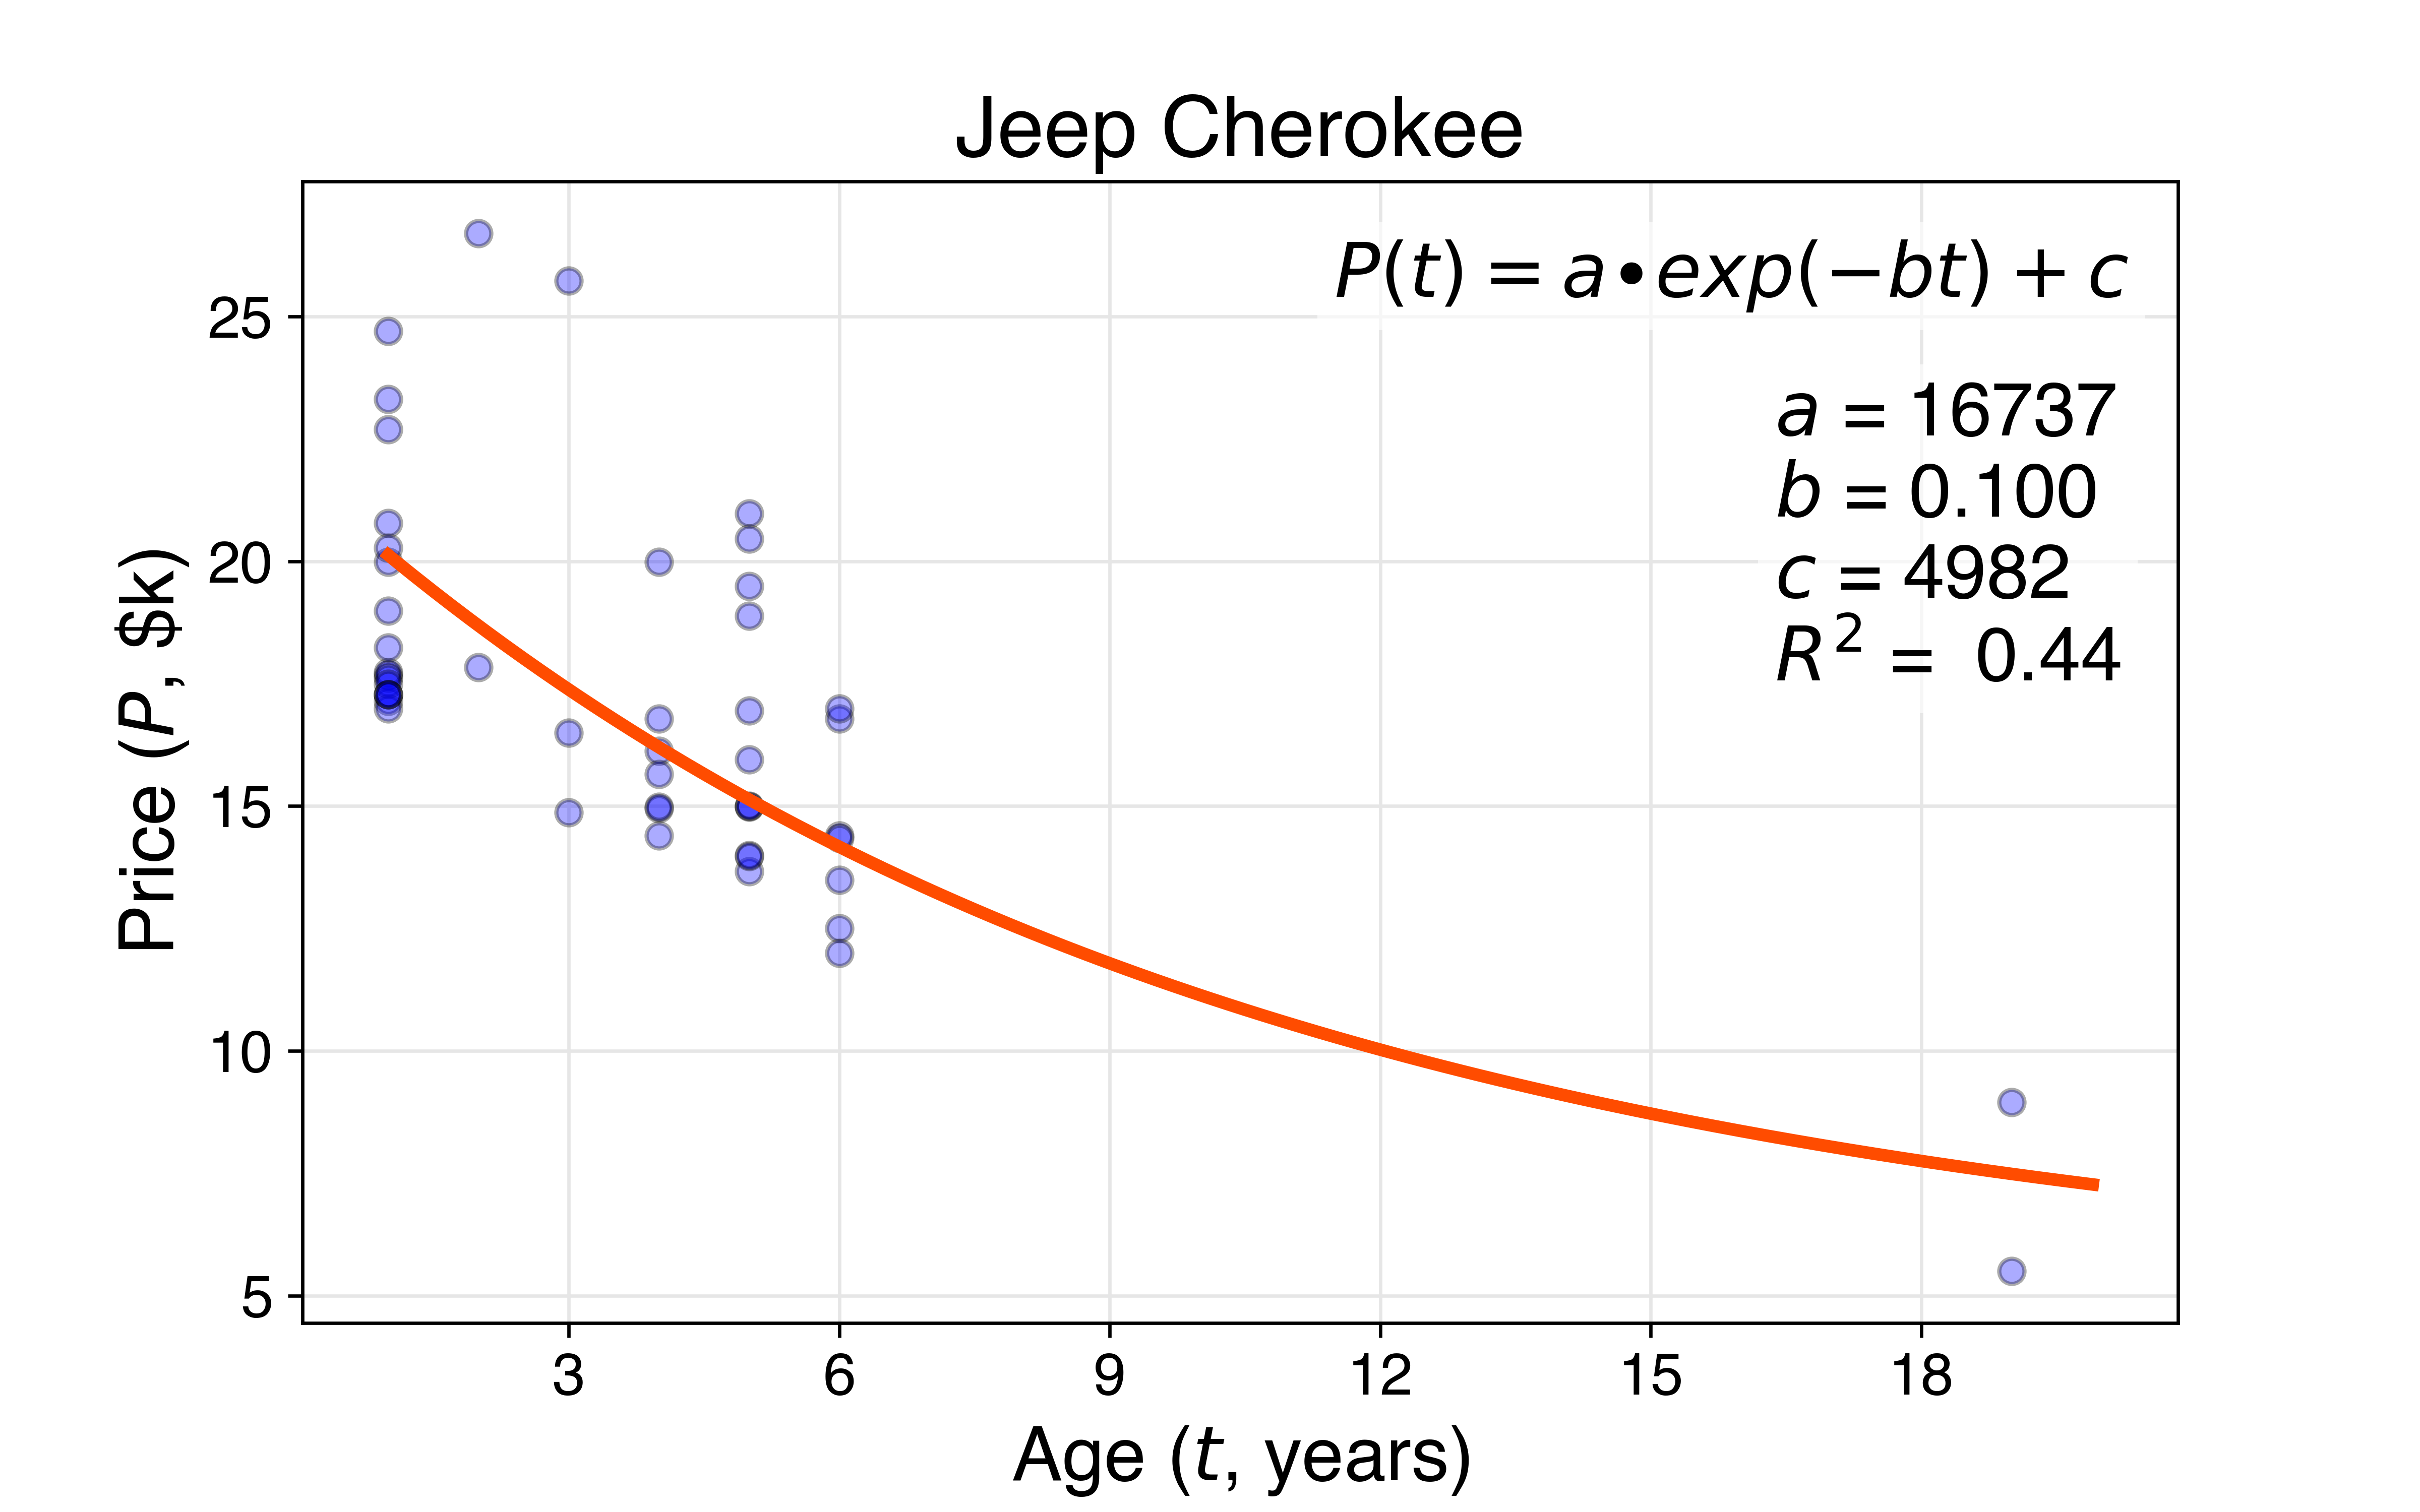 Jeep Cherokee
P(t) = a•exp(−bt) + c
a = 16737
b = 0.100
c = 4982
R² = 0.44
Price (P, $k)
25
20
15
10
5
3 6 9 12 15 18
Age (t, years)